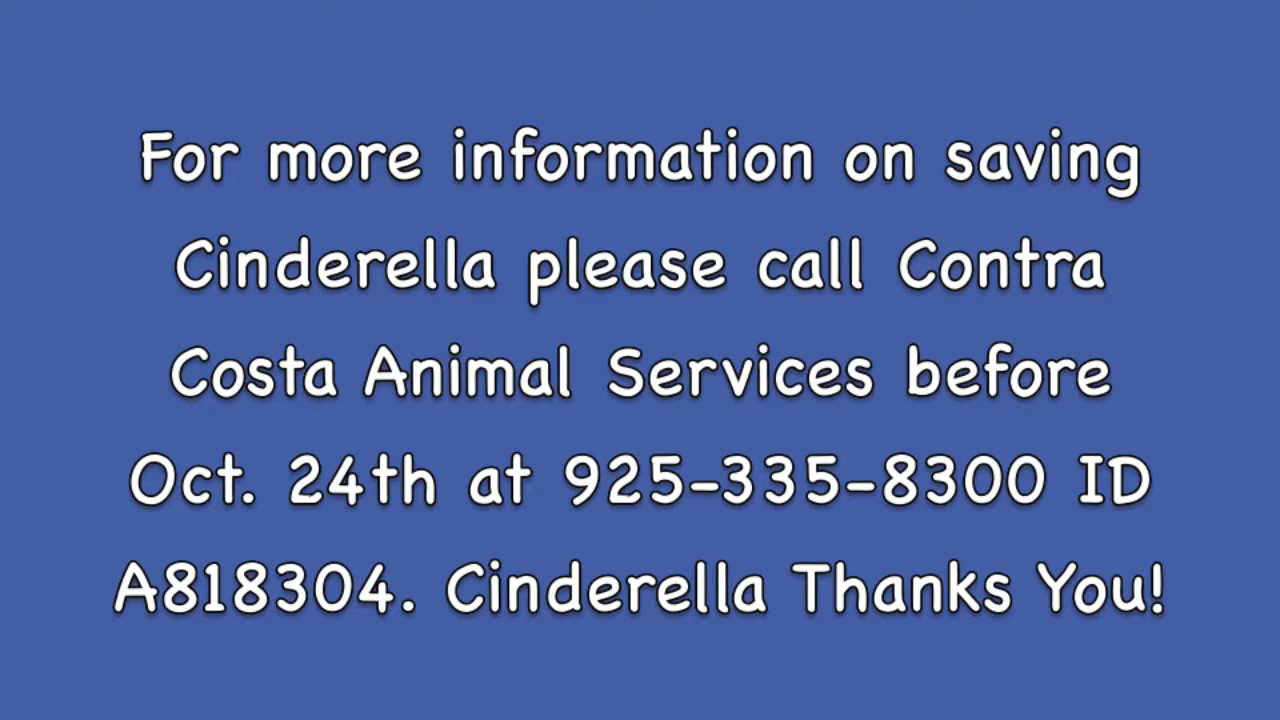 For more information on saving
Cinderella please call Contra
Costa Animal Services before
Oct. 24th at 925-335-8300 ID
A818304. Cinderella Thanks You!